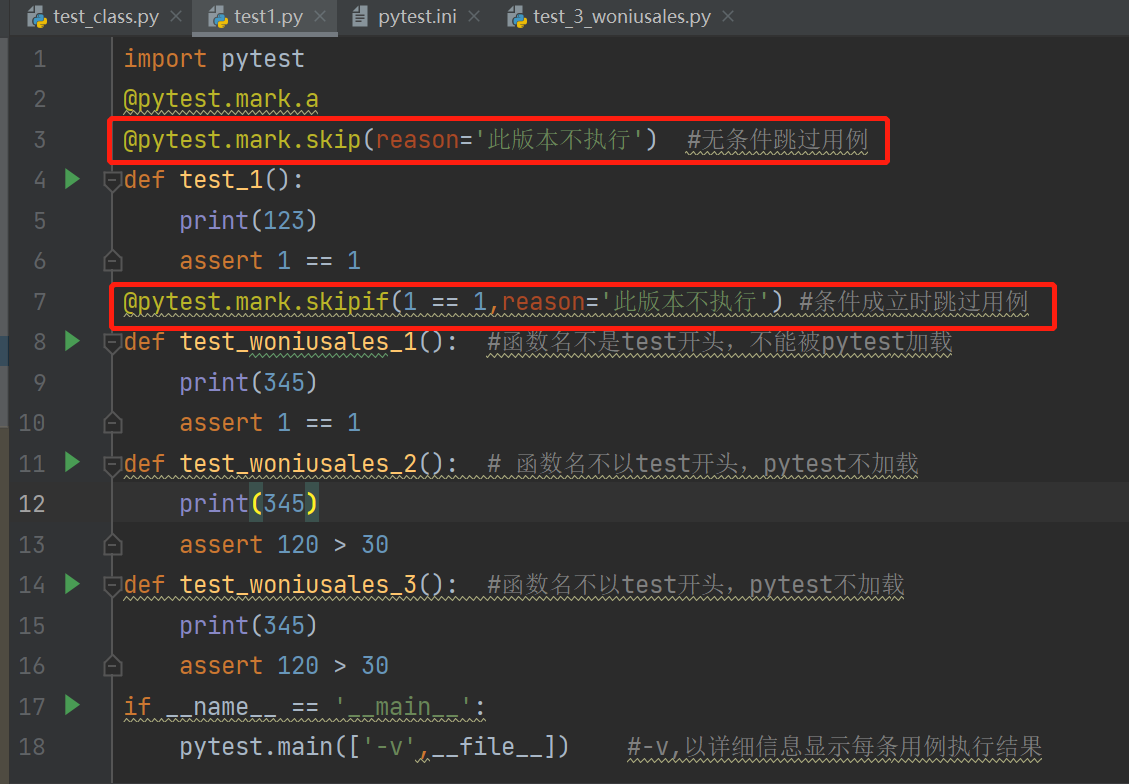 test_class.py test1.py pytest.ini test_3_woniusales.py
1 import pytest
2 @pytest.mark.a
3 @pytest.mark.skip(reason='此版本不执行') #无条件跳过用例
4 def test_1():
5 print(123)
6 assert 1 == 1
7 @pytest.mark.skipif(1 == 1,reason='此版本不执行') #条件成立时跳过用例
8 def test_woniusales_1(): #函数名不是test开头，不能被pytest加载
9 print(345)
10 assert 1 == 1
11 def test_woniusales_2(): # 函数名不以test开头，pytest不加载
12 print(345)
13 assert 120 > 30
14 def test_woniusales_3(): #函数名不以test开头，pytest不加载
15 print(345)
16 assert 120 > 30
17 if __name__ == '__main__':
18 pytest.main(['-v',__file__]) #-v,以详细信息显示每条用例执行结果